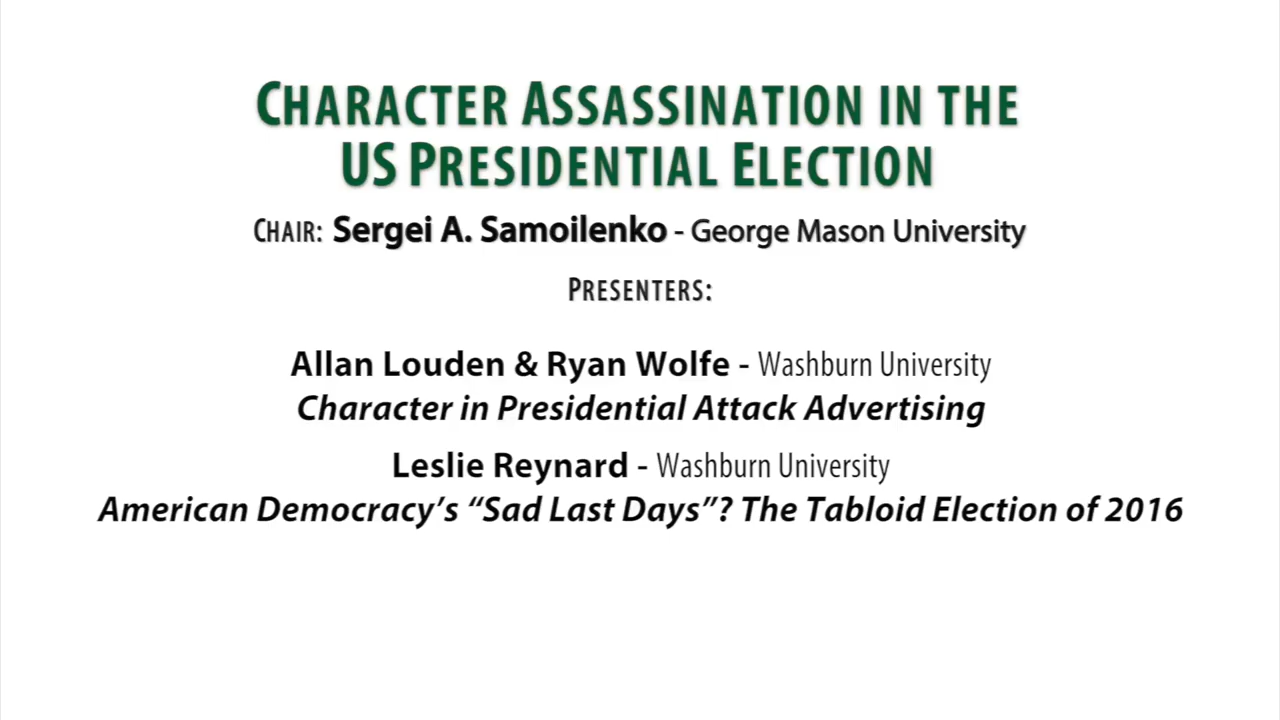 CHARACTER ASSASSINATION IN THE
US PRESIDENTIAL ELECTION
CHAIR: Sergei A. Samoilenko - George Mason University
PRESENTERS:
Allan Louden & Ryan Wolfe - Washburn University
Character in Presidential Attack Advertising
Leslie Reynard - Washburn University
American Democracy’s “Sad Last Days”? The Tabloid Election of 2016